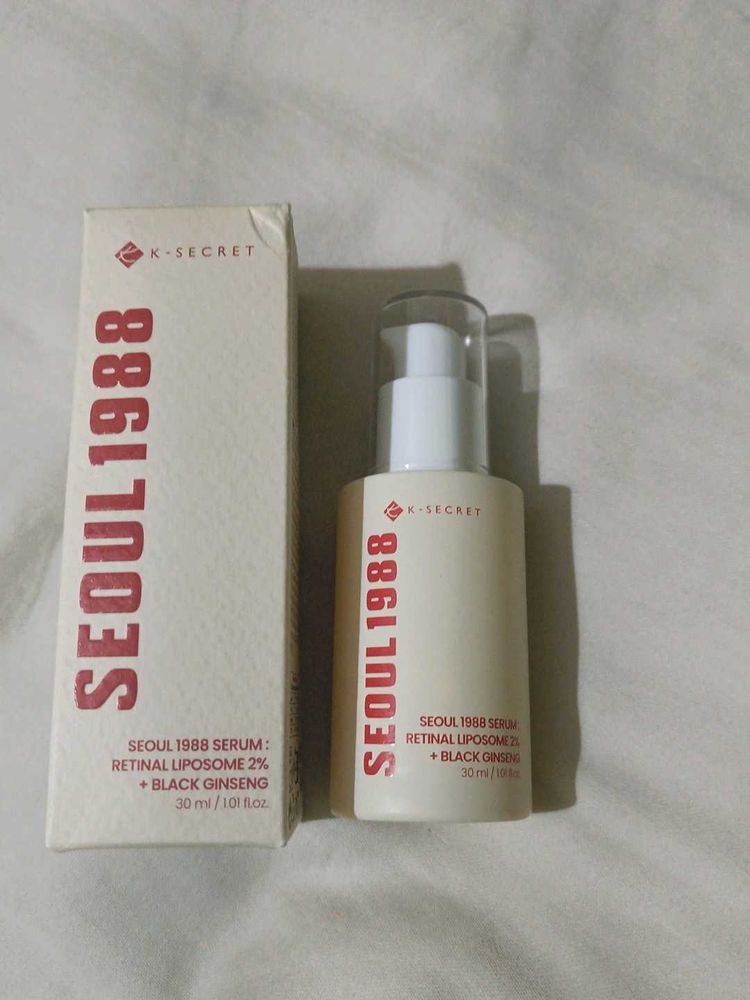 K-SECRET
SEOUL1988
SEOUL 1988 SERUM :
RETINAL LIPOSOME 2%
+ BLACK GINSENG
30 ml / 1.01 fl.oz.
K-SECRET
SEOUL1988
SEOUL 1988 SERUM :
RETINAL LIPOSOME 2%
+ BLACK GINSENG
30 ml / 1.01 fl.oz.